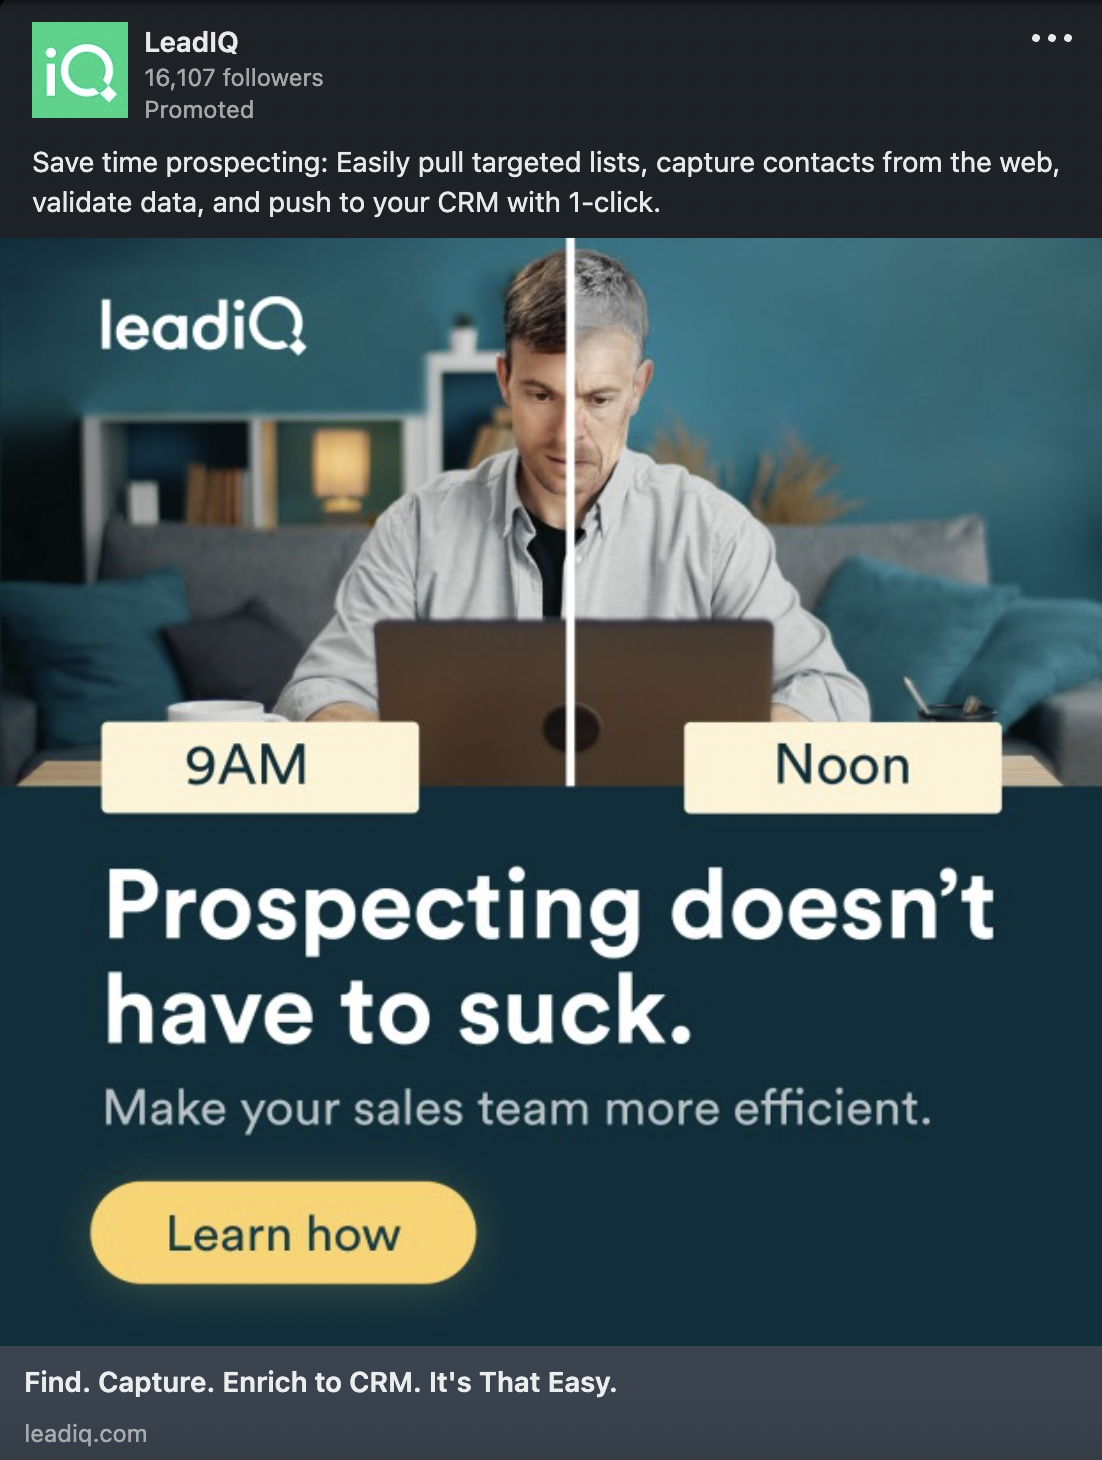 iQ
LeadIQ
16,107 followers
Promoted
Save time prospecting: Easily pull targeted lists, capture contacts from the web,
validate data, and push to your CRM with 1-click.
leadiQ
9AM
Noon
Prospecting doesn’t
have to suck.
Make your sales team more efficient.
Learn how
Find. Capture. Enrich to CRM. It's That Easy.
leadiq.com